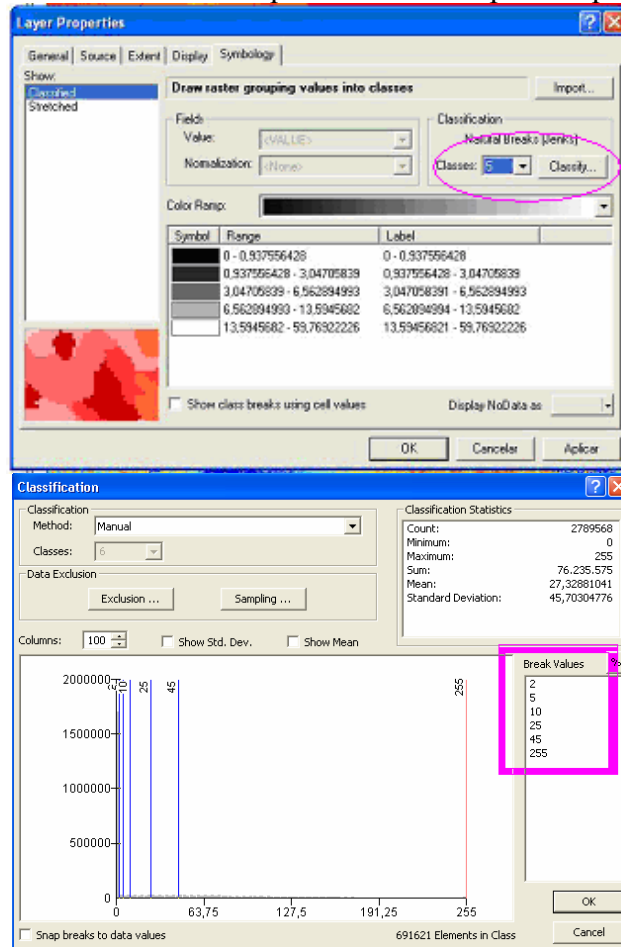 Layer Properties
General Source Extent Display Symbology
Show:
Classified
Stretched
Draw raster grouping values into classes
Import...
Fields
Value: <VALUE>
Normalization: <None>
Classification
Natural Breaks (Jenks)
Classes: 5 Classify...
Color Ramp:
Symbol Range Label
0 - 0,937556428 0 - 0,937556428
0,937556428 - 3,04705839 0,937556428 - 3,04705839
3,04705839 - 6,562894993 3,047058391 - 6,562894993
6,562894993 - 13,5945682 6,562894994 - 13,5945682
13,5945682 - 59,76922226 13,59456821 - 59,76922226
Show class breaks using cell values
Display NoData as
OK Cancelar Aplicar
Classification
Classification
Method: Manual
Classes: 6
Data Exclusion
Exclusion ... Sampling ...
Classification Statistics
Count: 2789568
Minimum: 0
Maximum: 255
Sum: 76.235.575
Mean: 27,32881041
Standard Deviation: 45,70304776
Columns: 100 Show Std. Dev. Show Mean
Break Values %
2
5
10
25
45
255
10 25 45 255
2000000
1500000
1000000
500000
0
0 63,75 127,5 191,25 255
OK
Cancel
Snap breaks to data values
691621 Elements in Class